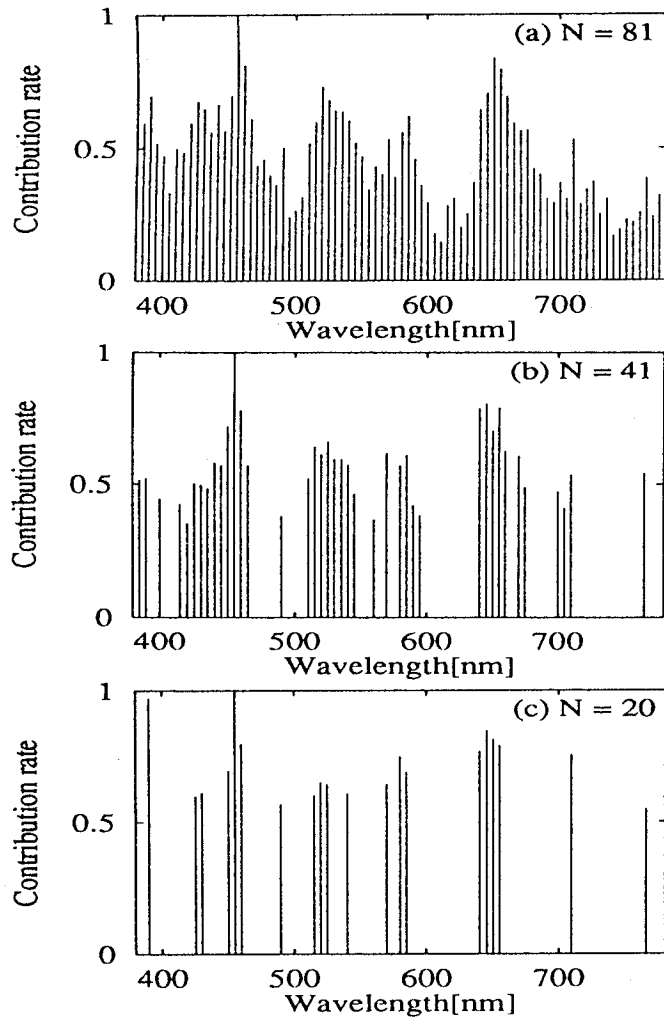 1
(a) N = 81
Contribution rate
0.5
0
400 500 600 700
Wavelength[nm]
1
(b) N = 41
Contribution rate
0.5
0
400 500 600 700
Wavelength[nm]
1
(c) N = 20
Contribution rate
0.5
0
400 500 600 700
Wavelength[nm]